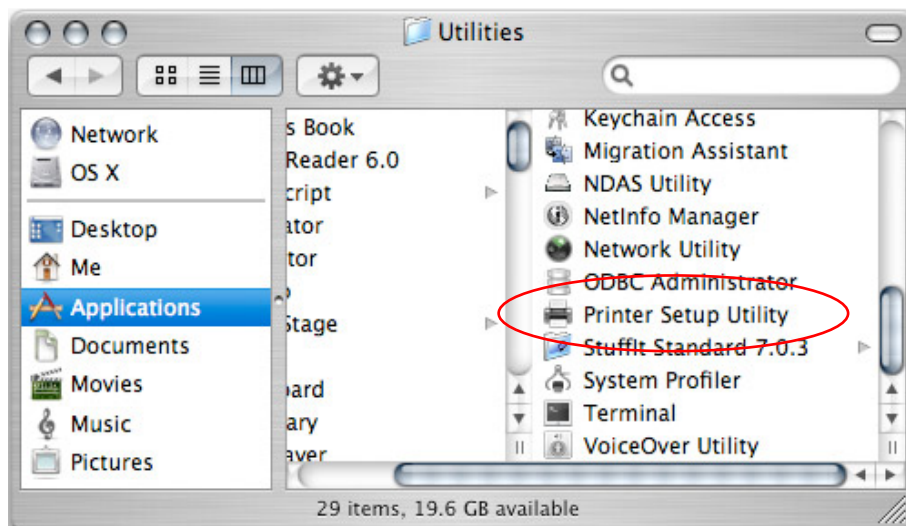 Utilities
Network
OS X
Desktop
Me
Applications
Documents
Movies
Music
Pictures
s Book
Reader 6.0
cript
ator
tor
Stage
ard
ary
aver
Keychain Access
Migration Assistant
NDAS Utility
NetInfo Manager
Network Utility
ODBC Administrator
Printer Setup Utility
StuffIt Standard 7.0.3
System Profiler
Terminal
VoiceOver Utility
29 items, 19.6 GB available